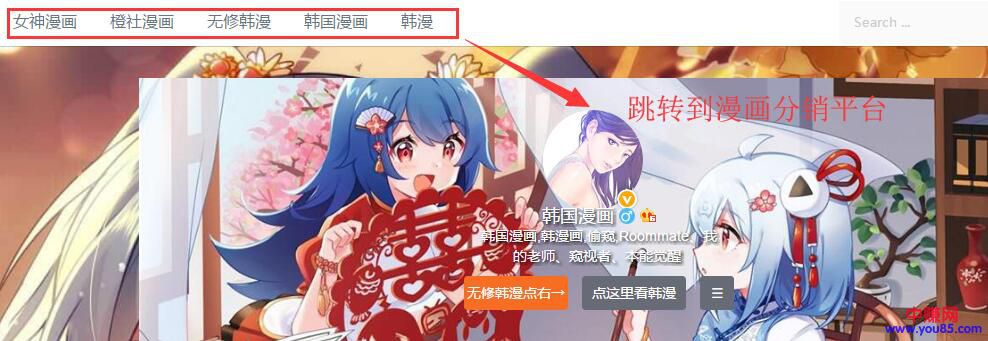 女神漫画 橙社漫画 无修韩漫 韩国漫画 韩漫
Search ...
跳转到漫画分销平台
韩国漫画
韩国漫画,韩漫画,偷窥,Roommate、我
的老师、窥视者、本能觉醒
无修韩漫点右→ 点这里看韩漫
中赚网
www.you85.com